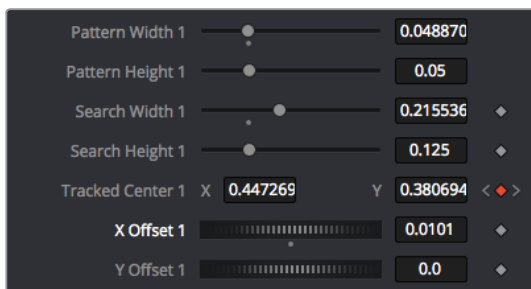 Pattern Width 1 0.048870
Pattern Height 1 0.05
Search Width 1 0.215536
Search Height 1 0.125
Tracked Center 1 X 0.447269 Y 0.380694
X Offset 1 0.0101
Y Offset 1 0.0